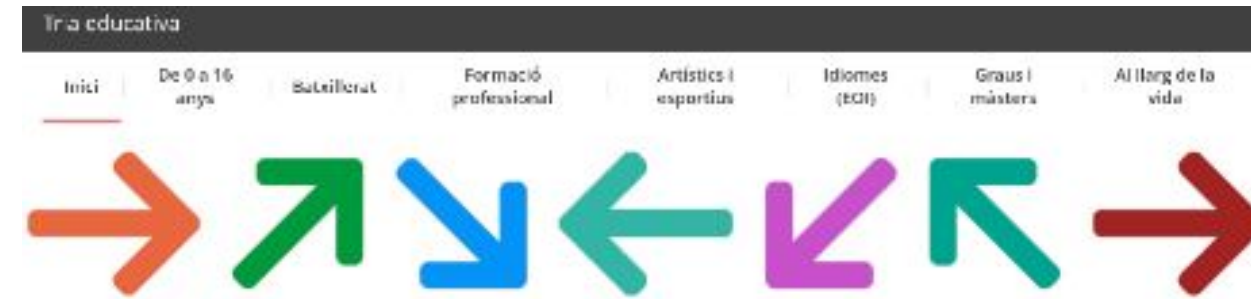 Tria educativa
Inici
De 0 a 16
anys
Batxillerat
Formació
professional
Artístics i
esportius
Idiomes
(EOI)
Graus i
màsters
Al llarg de la
vida